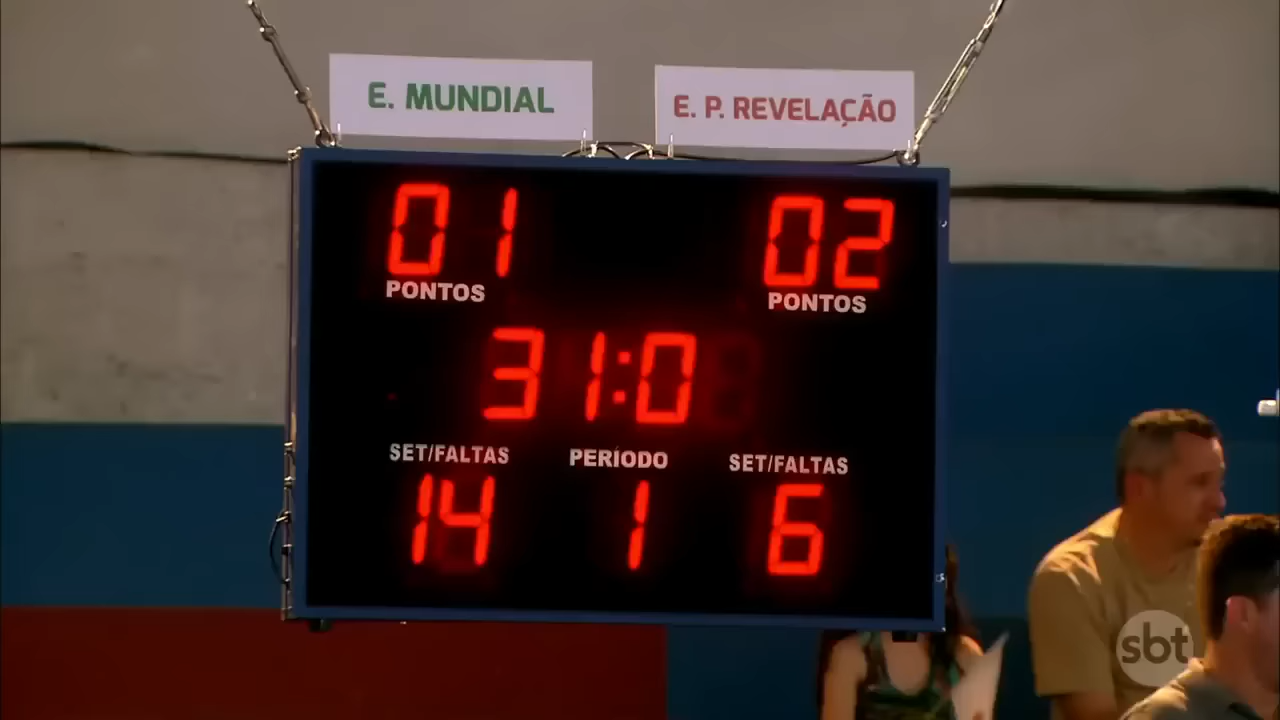 E. MUNDIAL
E. P. REVELAÇÃO
01
02
PONTOS
PONTOS
31:0
SET/FALTAS
PERÍODO
SET/FALTAS
14
1
6
sbt